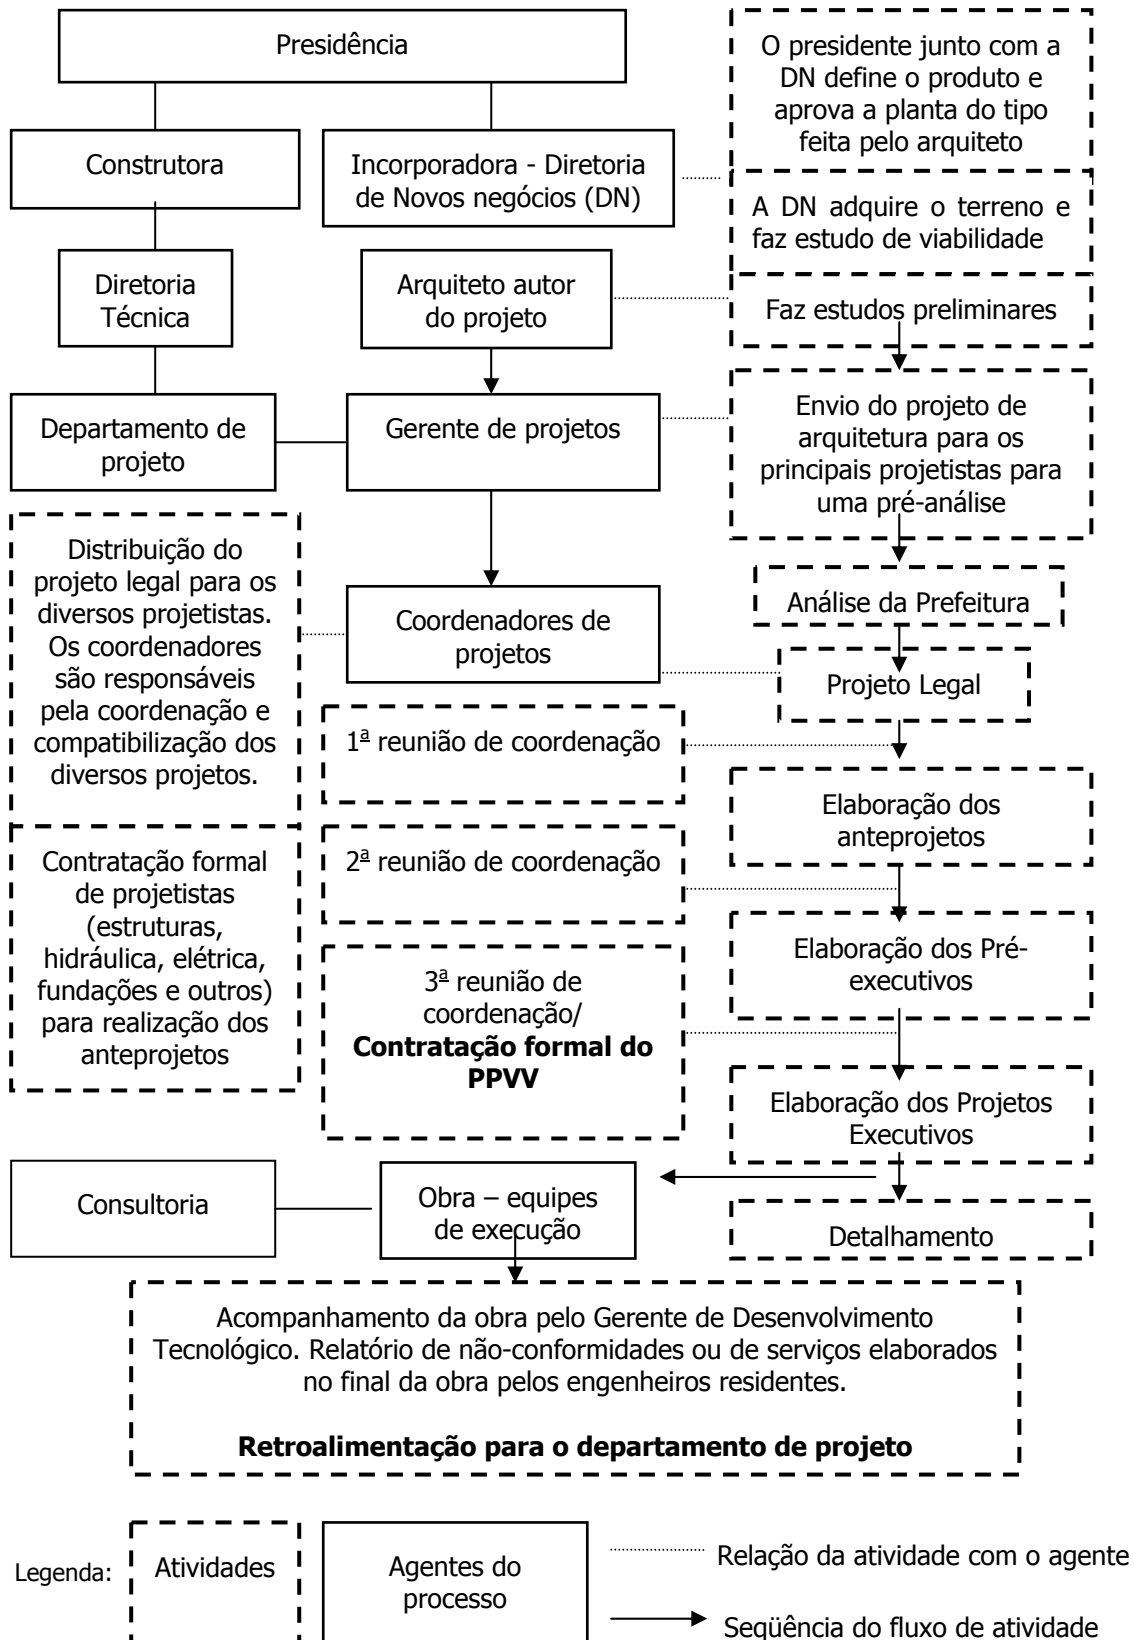 Presidência
O presidente junto com a
DN define o produto e
aprova a planta do tipo
feita pelo arquiteto
Construtora
Incorporadora - Diretoria
de Novos negócios (DN)
A DN adquire o terreno e
faz estudo de viabilidade
Diretoria
Técnica
Arquiteto autor
do projeto
Faz estudos preliminares
Departamento de
projeto
Gerente de projetos
Envio do projeto de
arquitetura para os
principais projetistas para
uma pré-análise
Distribuição do
projeto legal para os
diversos projetistas.
Os coordenadores
são responsáveis
pela coordenação e
compatibilização dos
diversos projetos.
Coordenadores de
projetos
Análise da Prefeitura
Projeto Legal
1ª reunião de coordenação
Elaboração dos
anteprojetos
Contratação formal
de projetistas
(estruturas,
hidráulica, elétrica,
fundações e outros)
para realização dos
anteprojetos
2ª reunião de coordenação
Elaboração dos Pré-
executivos
3ª reunião de
coordenação/
Contratação formal do
PPVV
Elaboração dos Projetos
Executivos
Consultoria
Obra – equipes
de execução
Detalhamento
Acompanhamento da obra pelo Gerente de Desenvolvimento
Tecnológico. Relatório de não-conformidades ou de serviços elaborados
no final da obra pelos engenheiros residentes.
Retroalimentação para o departamento de projeto
Legenda:
Atividades
Agentes do
processo
Relação da atividade com o agente
Seqüência do fluxo de atividade